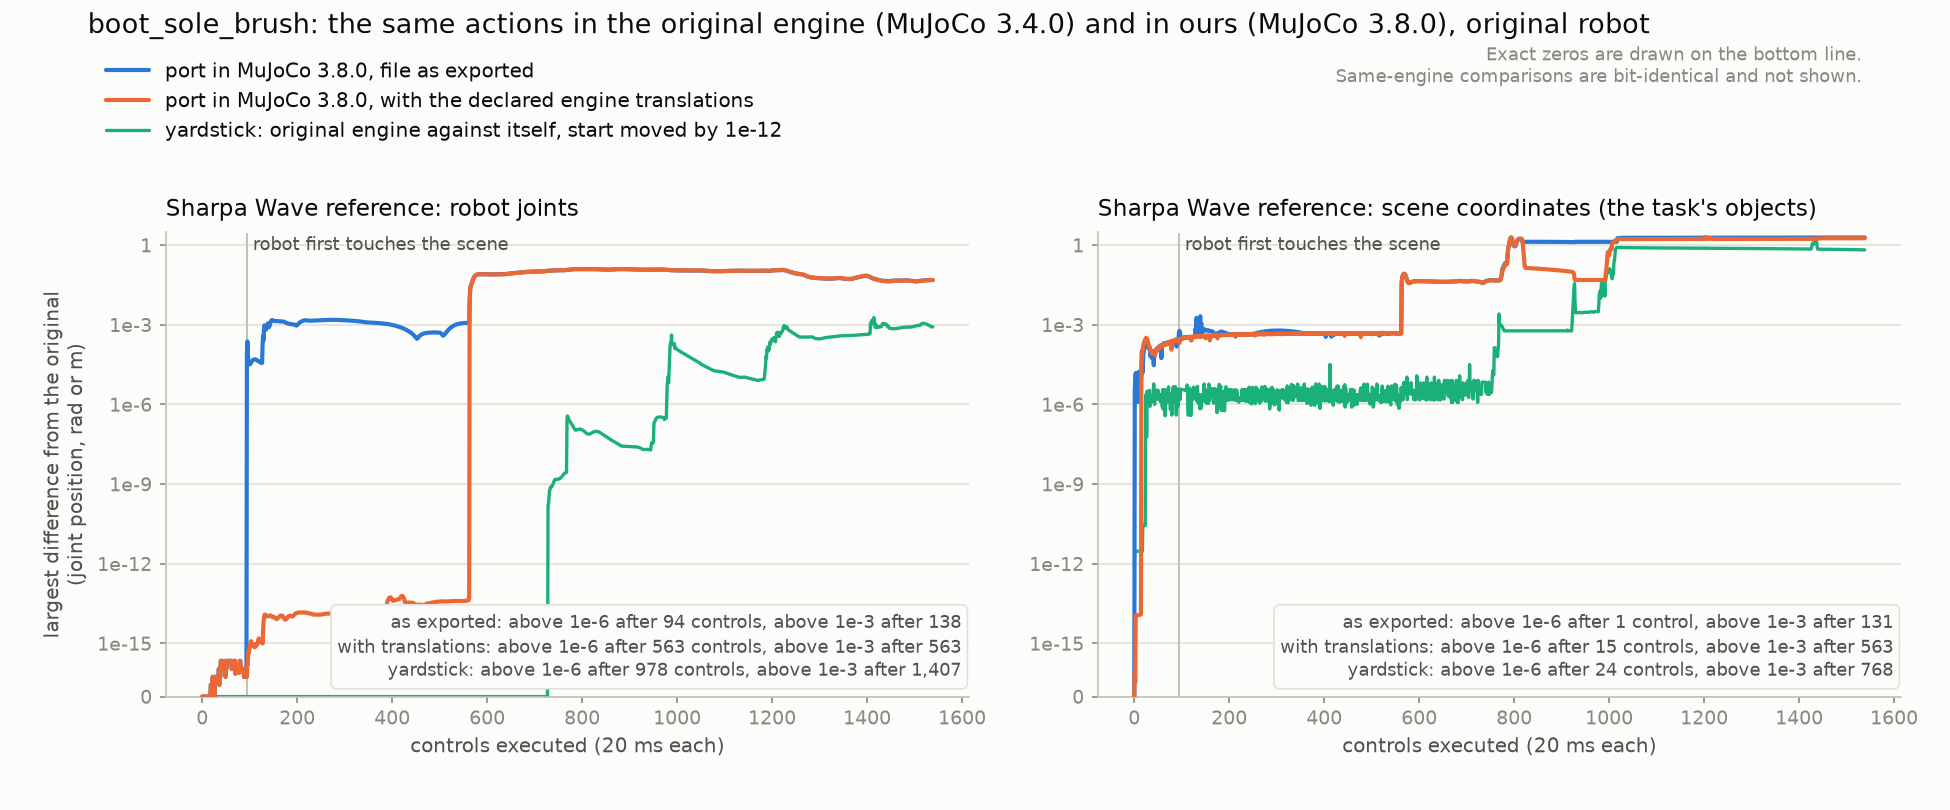 boot_sole_brush: the same actions in the original engine (MuJoCo 3.4.0) and in ours (MuJoCo 3.8.0), original robot
Exact zeros are drawn on the bottom line.
Same-engine comparisons are bit-identical and not shown.
port in MuJoCo 3.8.0, file as exported
port in MuJoCo 3.8.0, with the declared engine translations
yardstick: original engine against itself, start moved by 1e-12
Sharpa Wave reference: robot joints
robot first touches the scene
largest difference from the original
(joint position, rad or m)
1
1e-3
1e-6
1e-9
1e-12
1e-15
0
as exported: above 1e-6 after 94 controls, above 1e-3 after 138
with translations: above 1e-6 after 563 controls, above 1e-3 after 563
yardstick: above 1e-6 after 978 controls, above 1e-3 after 1,407
0 200 400 600 800 1000 1200 1400 1600
controls executed (20 ms each)
Sharpa Wave reference: scene coordinates (the task's objects)
robot first touches the scene
1
1e-3
1e-6
1e-9
1e-12
1e-15
0
as exported: above 1e-6 after 1 control, above 1e-3 after 131
with translations: above 1e-6 after 15 controls, above 1e-3 after 563
yardstick: above 1e-6 after 24 controls, above 1e-3 after 768
0 200 400 600 800 1000 1200 1400 1600
controls executed (20 ms each)